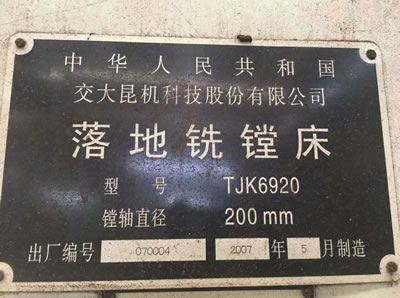 中华人民共和国
交大昆机科技股份有限公司
落地铣镗床
型 号 TJK6920
镗轴直径 200mm
出厂编号 070004 2007 年 5 月制造